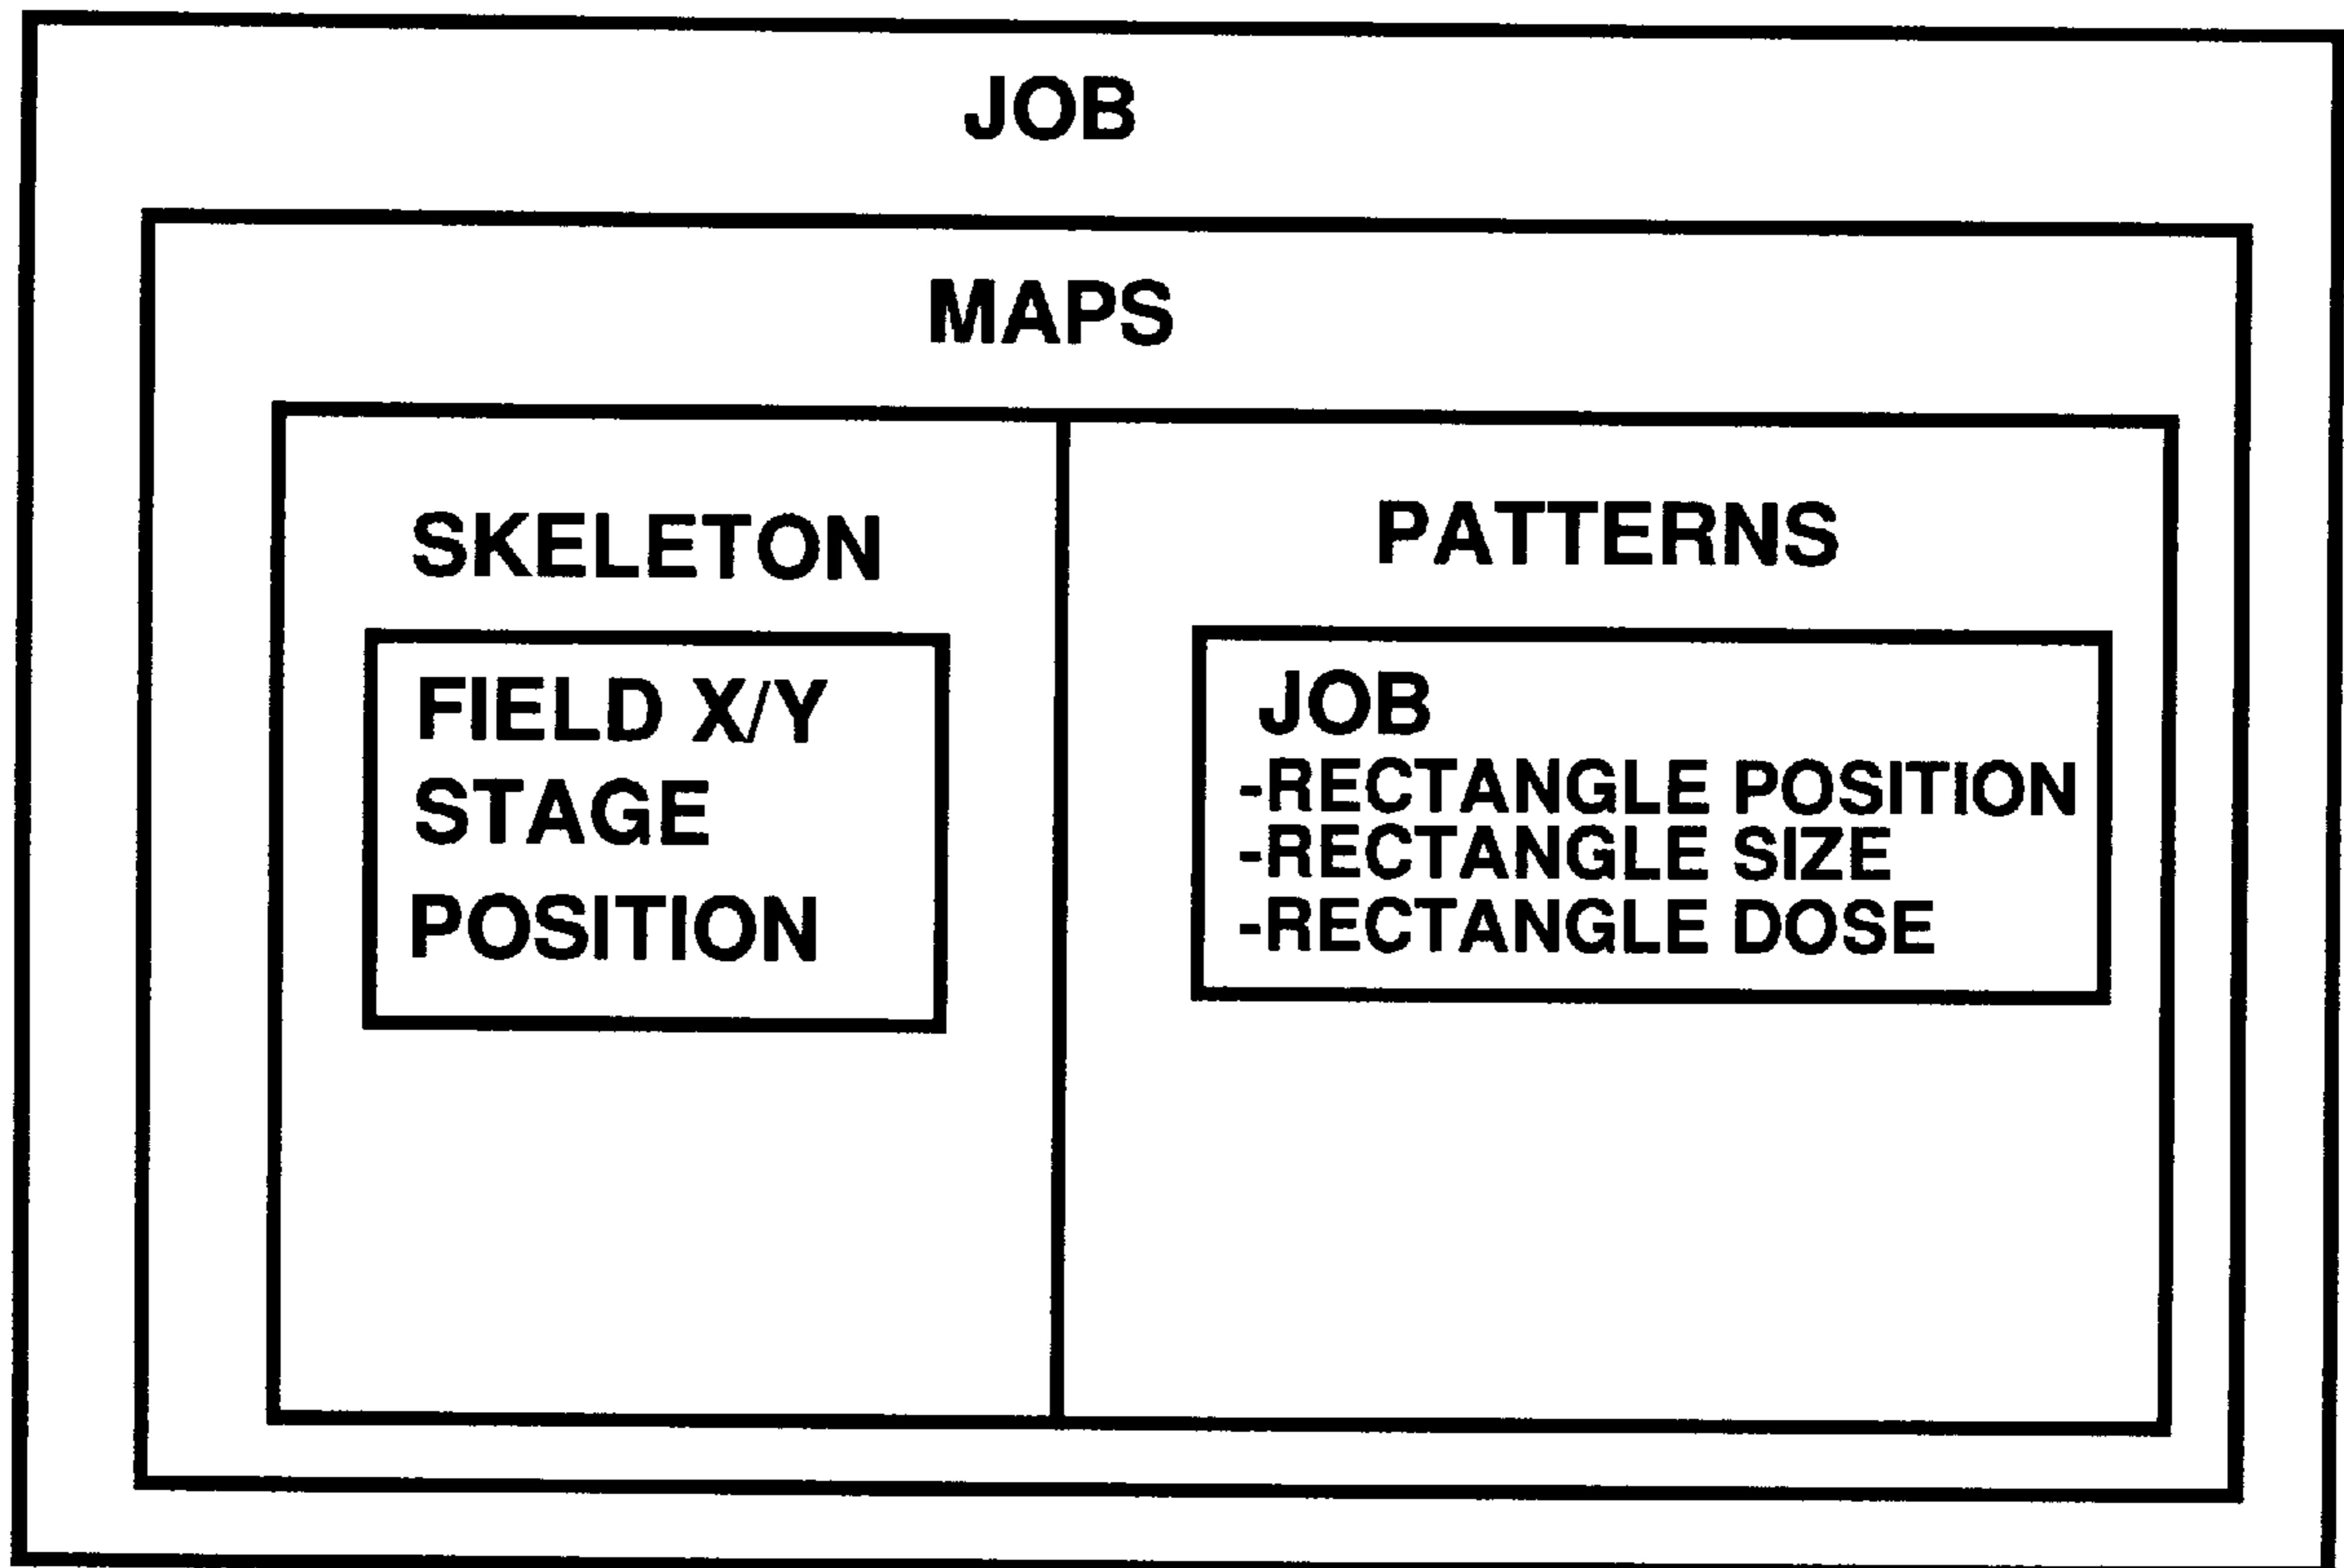 JOB
MAPS
SKELETON
FIELD X/Y
STAGE
POSITION
PATTERNS
JOB
-RECTANGLE POSITION
-RECTANGLE SIZE
-RECTANGLE DOSE